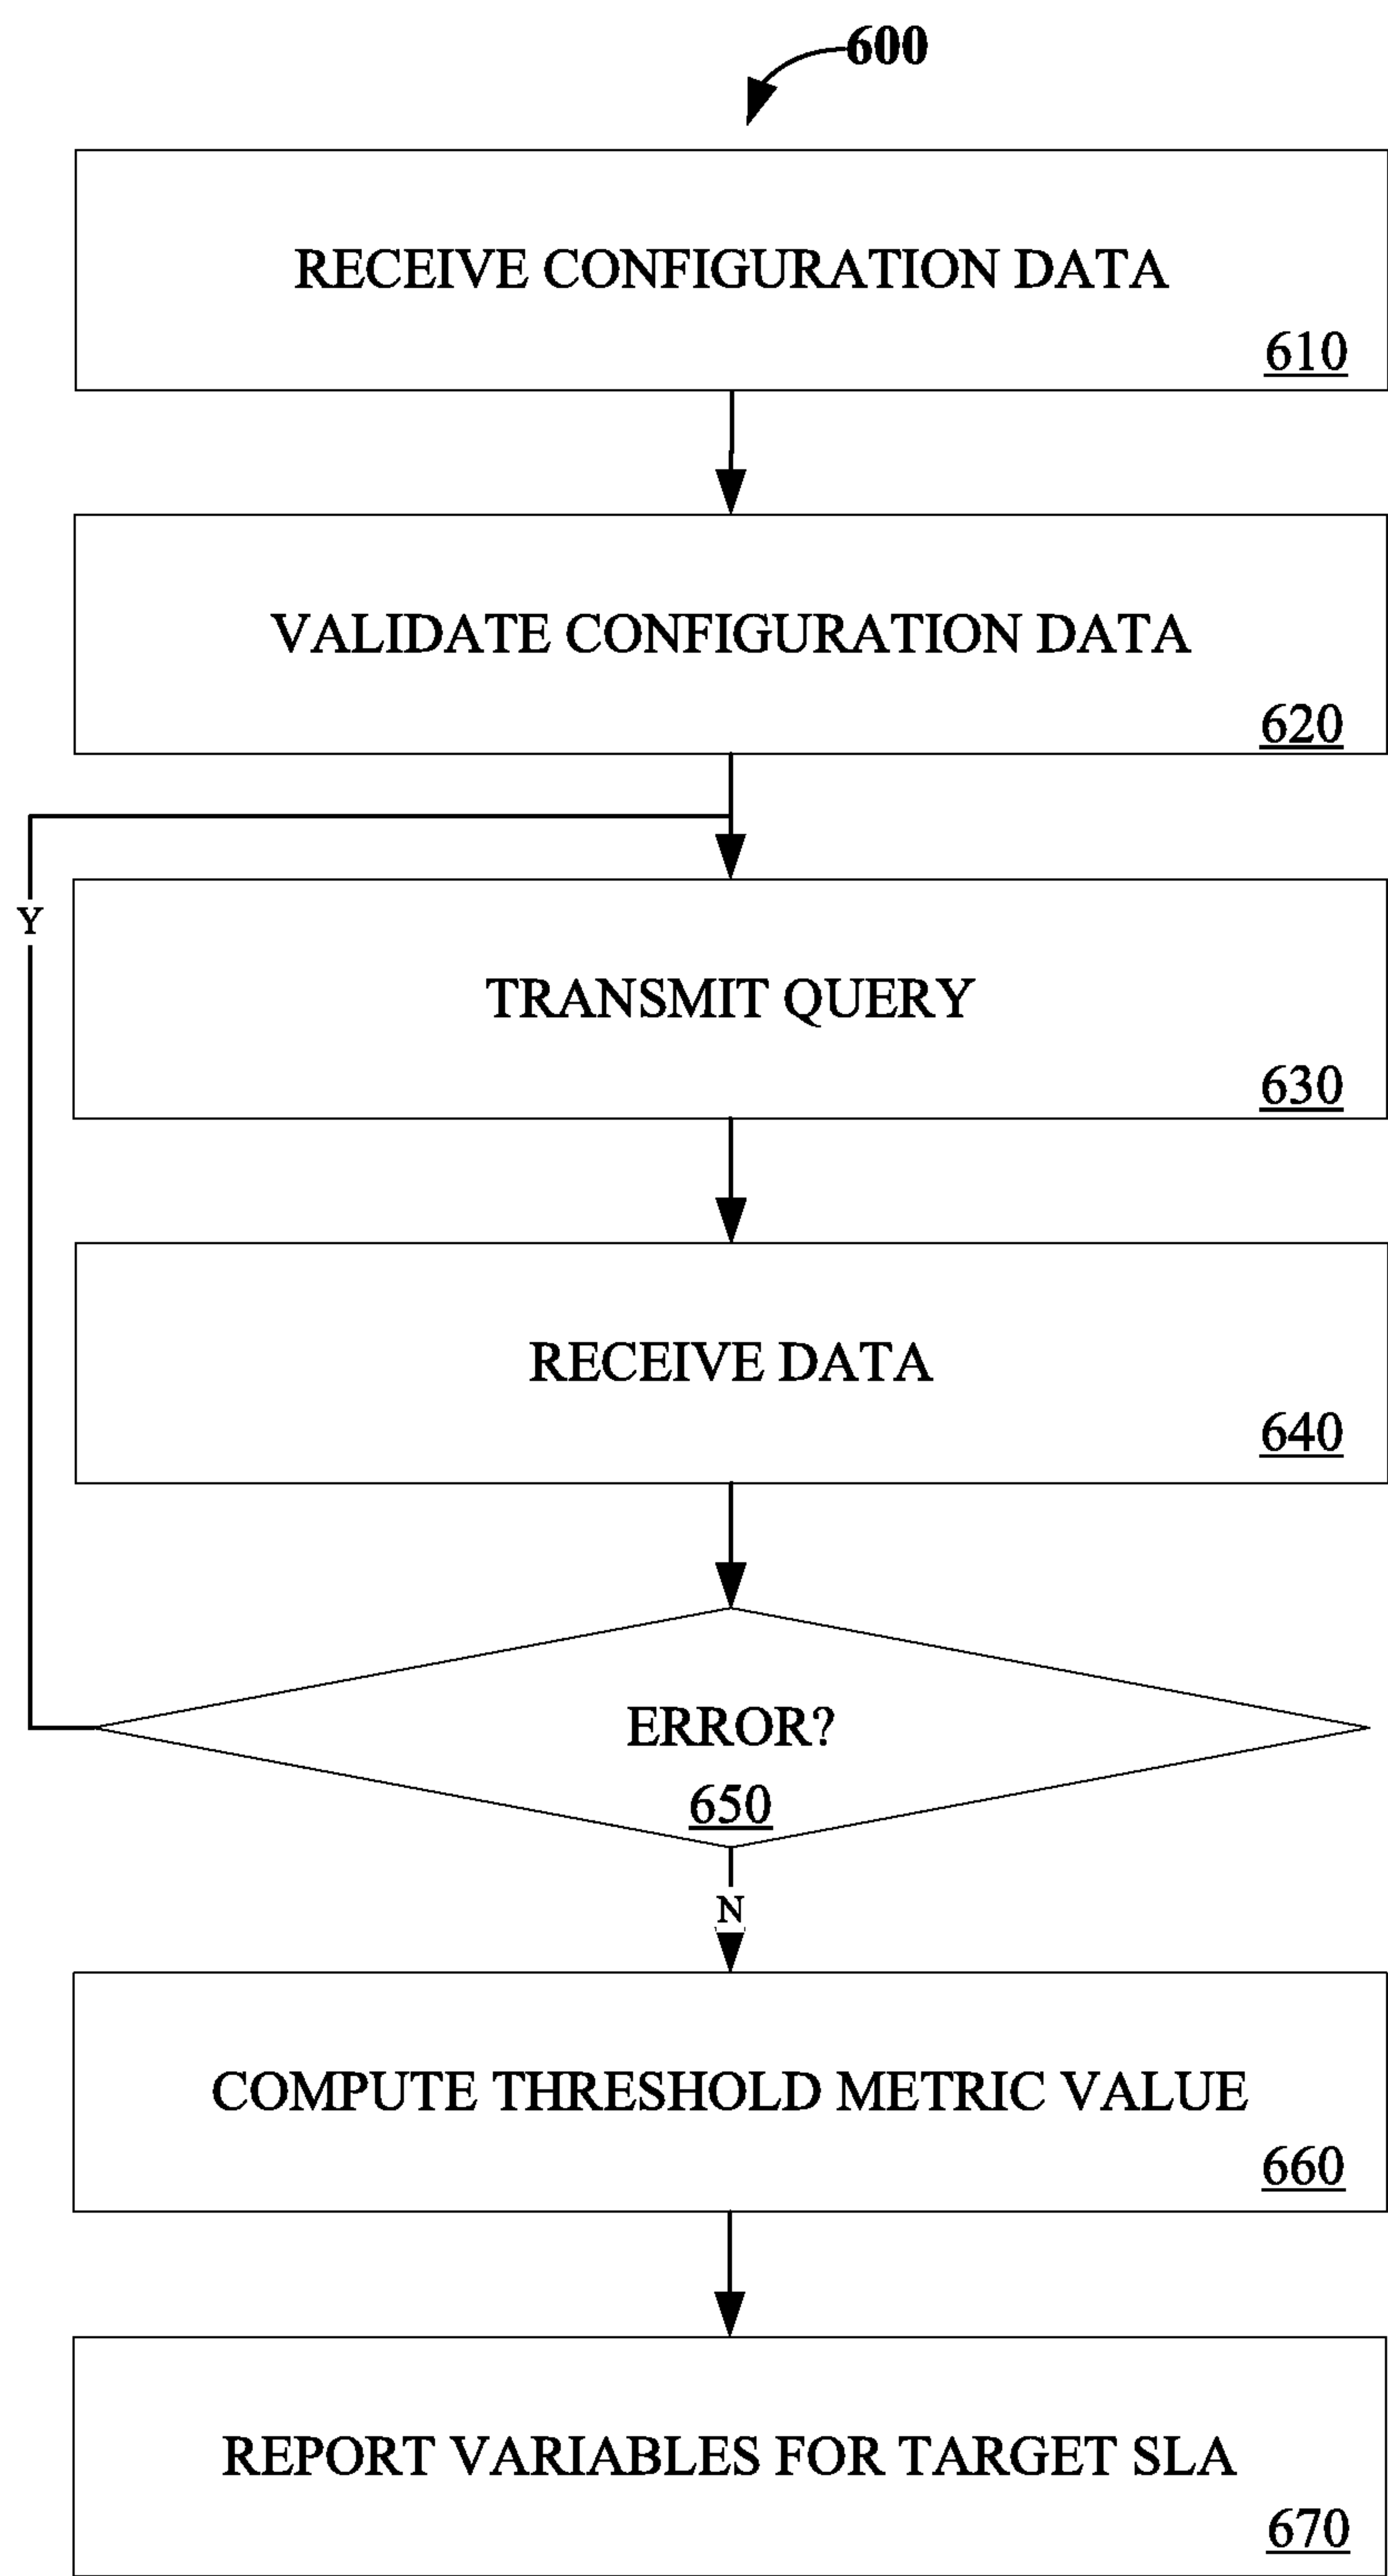 600
RECEIVE CONFIGURATION DATA
610
VALIDATE CONFIGURATION DATA
620
Y
TRANSMIT QUERY
630
RECEIVE DATA
640
ERROR?
650
N
COMPUTE THRESHOLD METRIC VALUE
660
REPORT VARIABLES FOR TARGET SLA
670